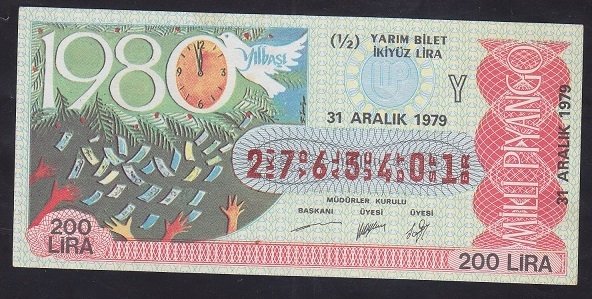 1980
Yılbaşı
(½) YARIM BİLET
İKİYÜZ LİRA
31 ARALIK 1979
Y
2 7 6 3 4 0 1
MÜDÜRLER KURULU
BAŞKANI ÜYESİ ÜYESİ
200
LİRA
200 LİRA
MİLLİ PİYANGO
31 ARALIK 1979